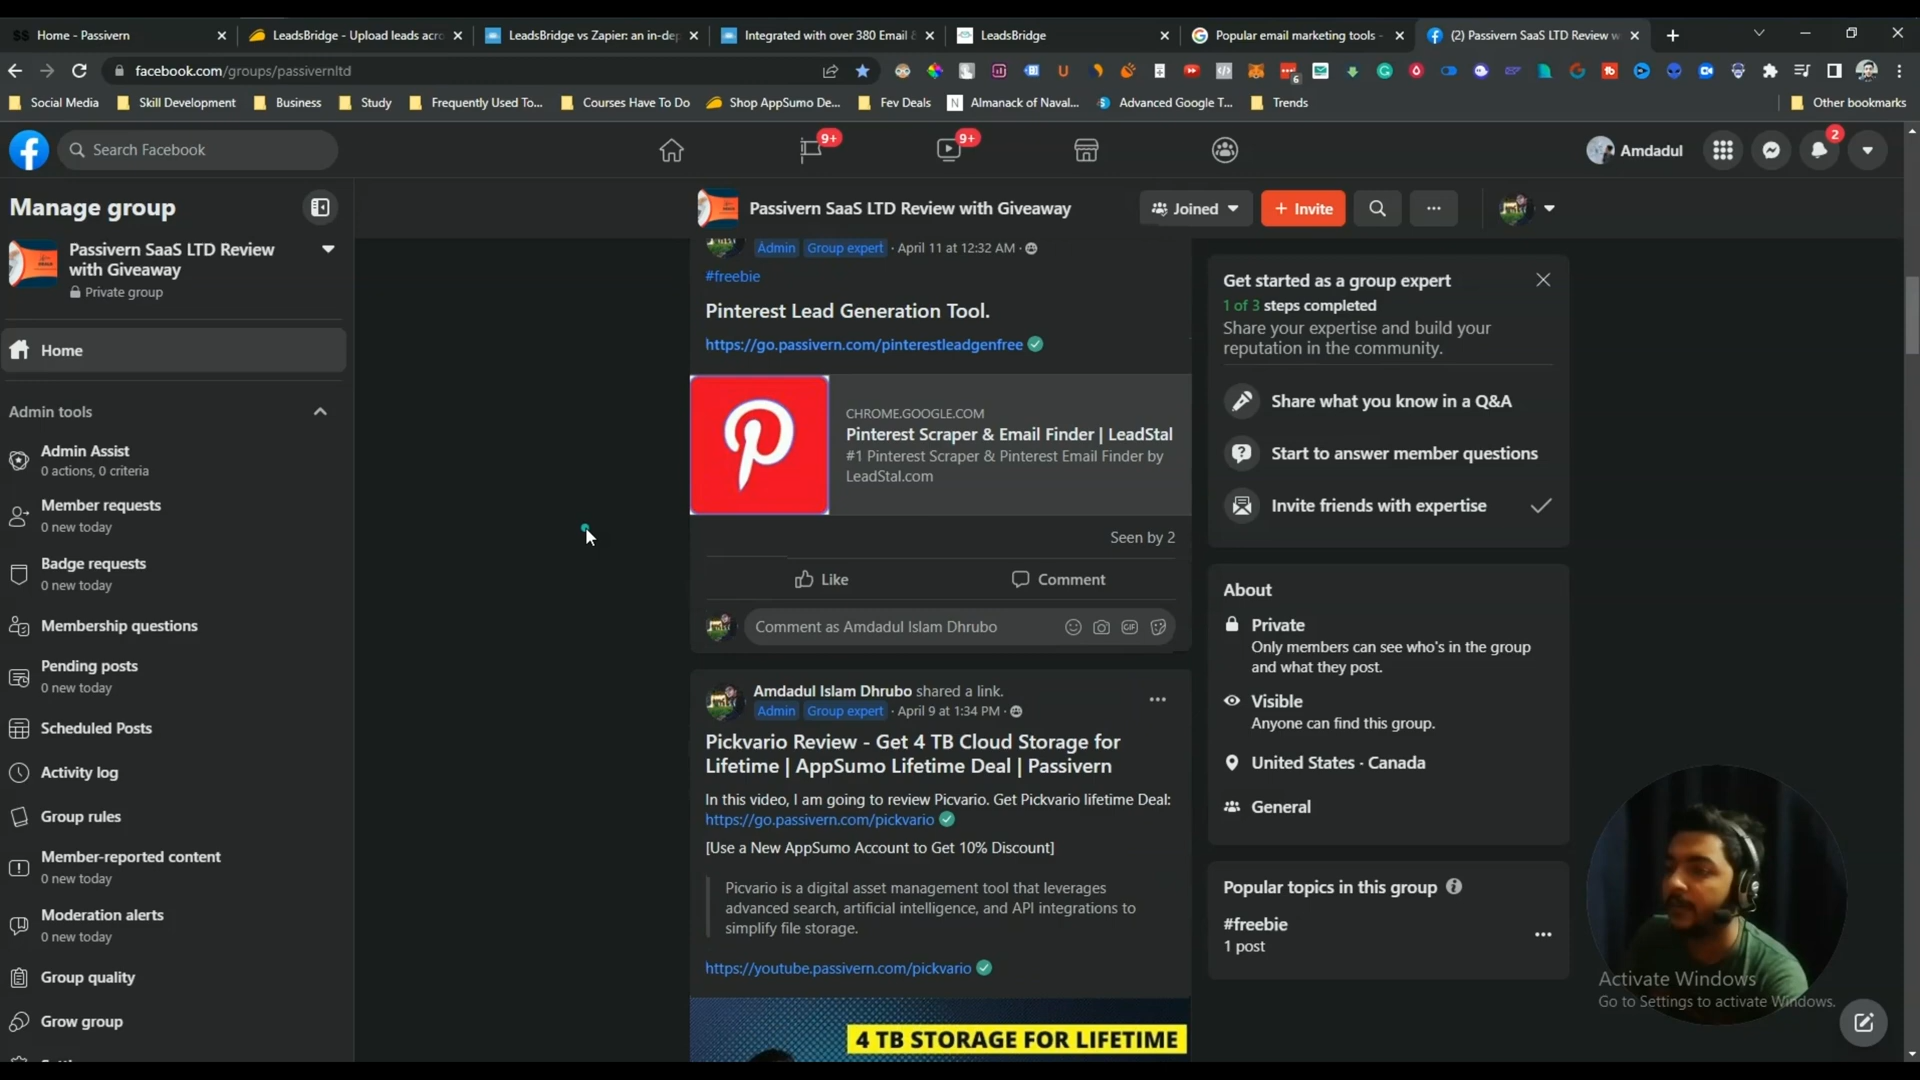 Home - Passivern
LeadsBridge - Upload leads acro
LeadsBridge vs Zapier: an in-dep
Integrated with over 380 Email &
LeadsBridge
Popular email marketing tools -
(2) Passivern SaaS LTD Review w
facebook.com/groups/passivernltd
6
Social Media
Skill Development
Business
Study
Frequently Used To...
Courses Have To Do
Shop AppSumo De...
Fev Deals
Almanack of Naval...
Advanced Google T...
Trends
Other bookmarks
Search Facebook
9+
9+
Amdadul
2
Manage group
Passivern SaaS LTD Review
with Giveaway
Private group
Home
Admin tools
Admin Assist
0 actions, 0 criteria
Member requests
0 new today
Badge requests
0 new today
Membership questions
Pending posts
0 new today
Scheduled Posts
Activity log
Group rules
Member-reported content
0 new today
Moderation alerts
0 new today
Group quality
Grow group
Passivern SaaS LTD Review with Giveaway
Joined
+ Invite
Admin Group expert · April 11 at 12:32 AM ·
#freebie
Pinterest Lead Generation Tool.
https://go.passivern.com/pinterestleadgenfree
CHROME.GOOGLE.COM
Pinterest Scraper & Email Finder | LeadStal
#1 Pinterest Scraper & Pinterest Email Finder by
LeadStal.com
Seen by 2
Like
Comment
Comment as Amdadul Islam Dhrubo
GIF
Amdadul Islam Dhrubo shared a link.
Admin Group expert · April 9 at 1:34 PM ·
Pickvario Review - Get 4 TB Cloud Storage for
Lifetime | AppSumo Lifetime Deal | Passivern
In this video, I am going to review Picvario. Get Pickvario lifetime Deal:
https://go.passivern.com/pickvario
[Use a New AppSumo Account to Get 10% Discount]
Picvario is a digital asset management tool that leverages
advanced search, artificial intelligence, and API integrations to
simplify file storage.
https://youtube.passivern.com/pickvario
4 TB STORAGE FOR LIFETIME
Get started as a group expert
1 of 3 steps completed
Share your expertise and build your
reputation in the community.
Share what you know in a Q&A
Start to answer member questions
Invite friends with expertise
About
Private
Only members can see who's in the group
and what they post.
Visible
Anyone can find this group.
United States · Canada
General
Popular topics in this group
#freebie
1 post
Activate Windows
Go to Settings to activate Windows.